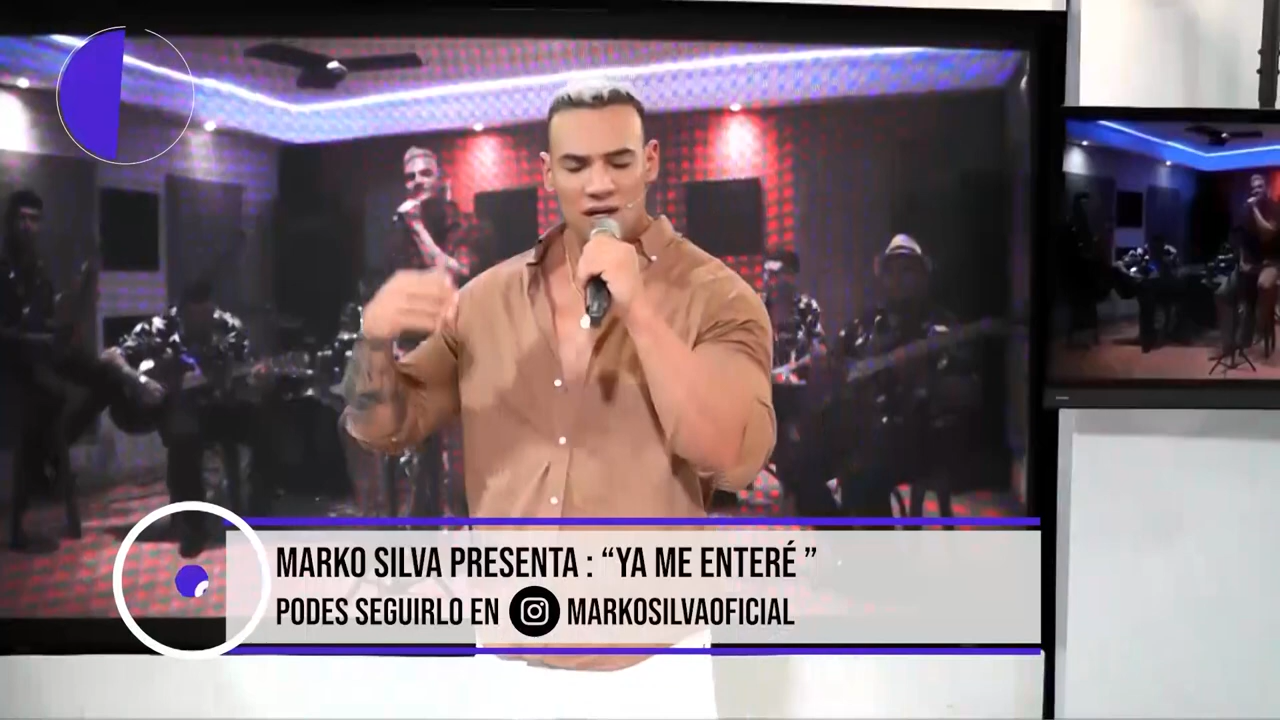 MARKO SILVA PRESENTA : “YA ME ENTERÉ ”
PODES SEGUIRLO EN MARKOSILVAOFICIAL